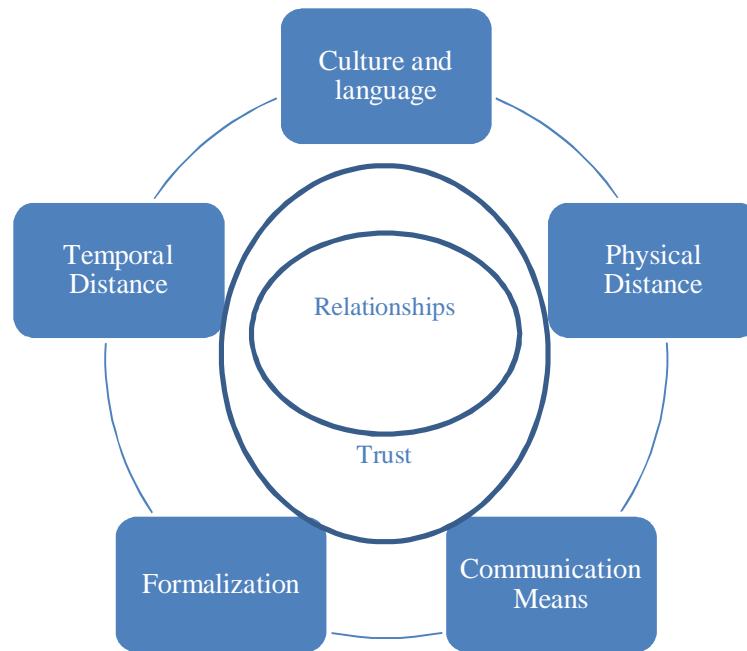 Culture and
language
Temporal
Distance
Physical
Distance
Relationships
Trust
Formalization
Communication
Means